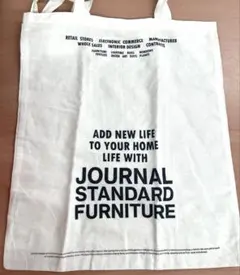 RETAIL STORES ELECTRONIC COMMERCE MANUFACTURER
WHOLE SALES INTERIOR DESIGN CONTRACTS
ADD NEW LIFE
TO YOUR HOME
LIFE WITH
JOURNAL
STANDARD
FURNITURE